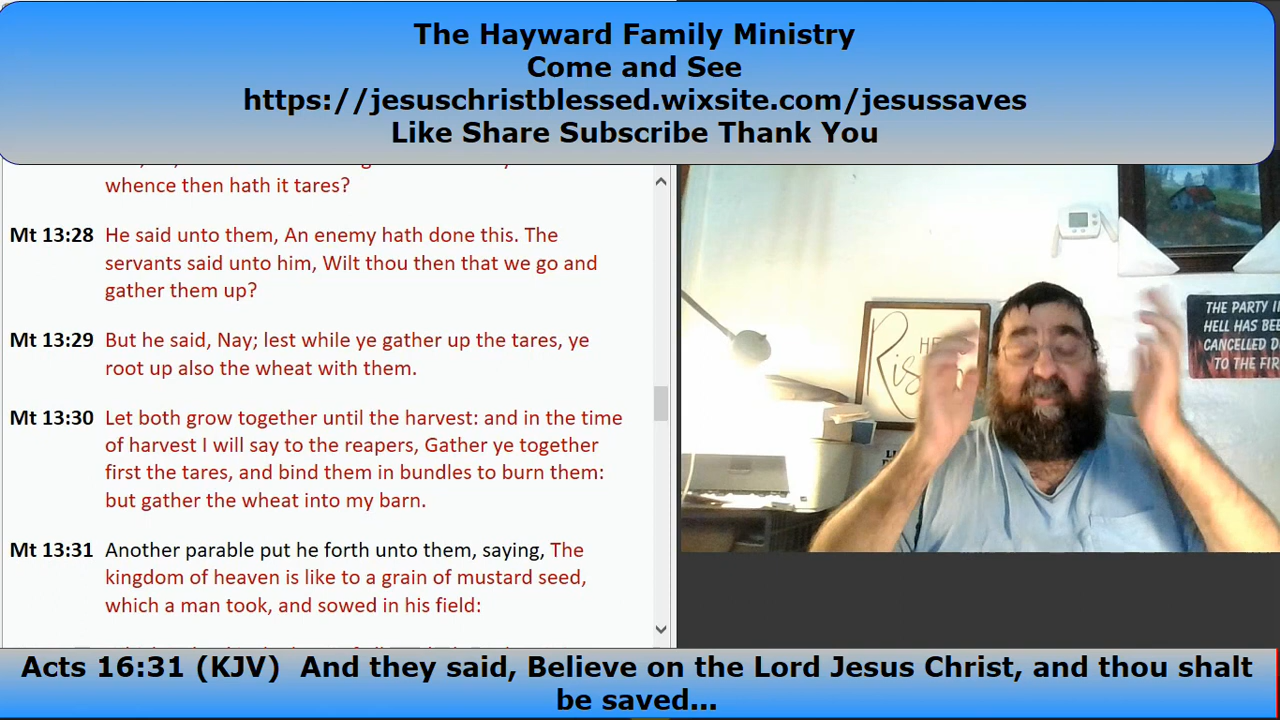 The Hayward Family Ministry
Come and See
https://jesuschristblessed.wixsite.com/jesussaves
Like Share Subscribe Thank You
whence then hath it tares?
Mt 13:28 He said unto them, An enemy hath done this. The
servants said unto him, Wilt thou then that we go and
gather them up?
Mt 13:29 But he said, Nay; lest while ye gather up the tares, ye
root up also the wheat with them.
Mt 13:30 Let both grow together until the harvest: and in the time
of harvest I will say to the reapers, Gather ye together
first the tares, and bind them in bundles to burn them:
but gather the wheat into my barn.
Mt 13:31 Another parable put he forth unto them, saying, The
kingdom of heaven is like to a grain of mustard seed,
which a man took, and sowed in his field:
HE
THE PARTY
HELL HAS
CANCELLED
TO THE
Acts 16:31 (KJV) And they said, Believe on the Lord Jesus Christ, and thou shalt
be saved...